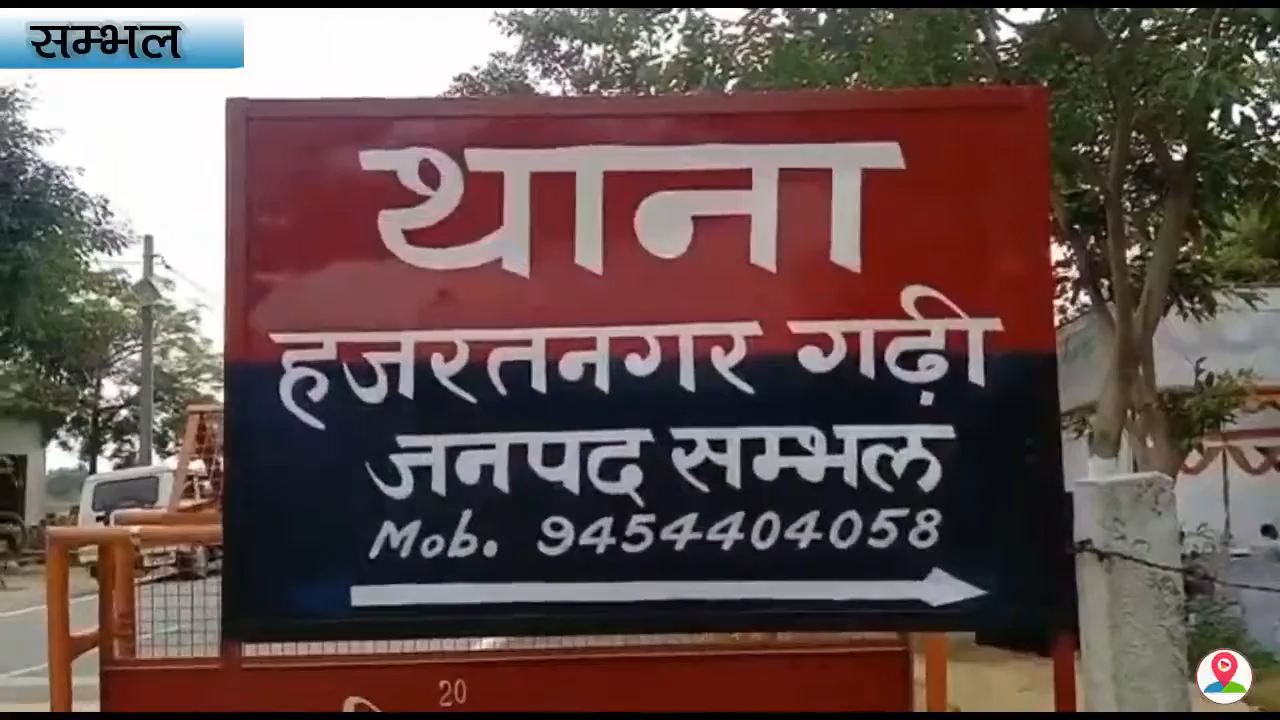 सम्भल
थाना
हजरतनगर गढ़ी
जनपद सम्भल
Mob. 9454404058
20